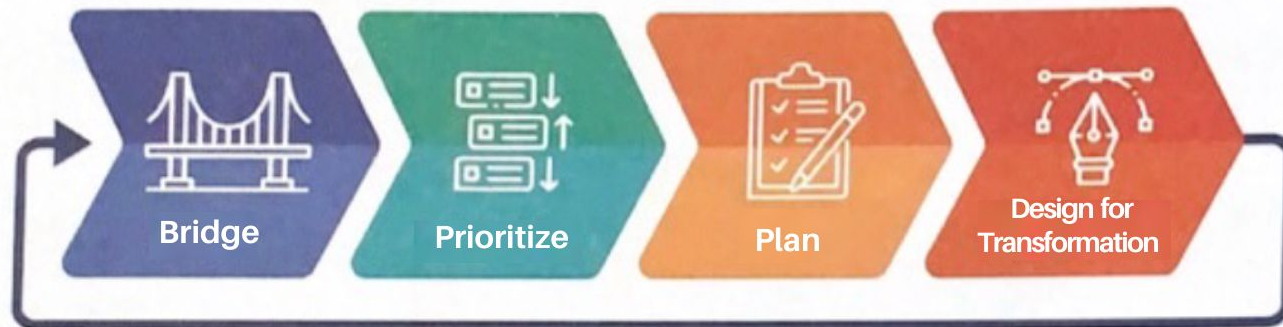 Bridge
Prioritize
Plan
Design for
Transformation